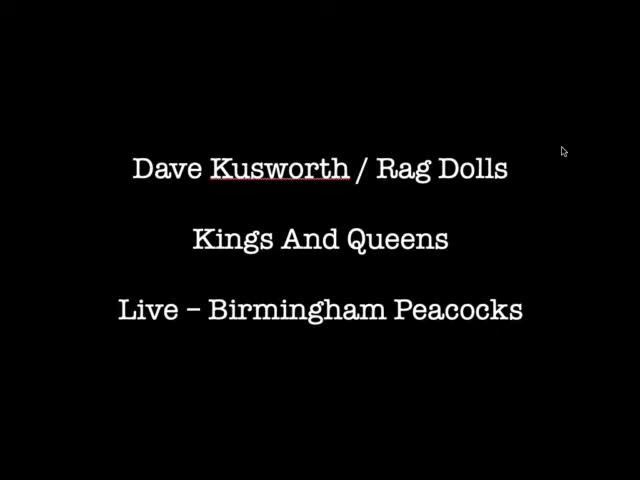 Dave Kusworth / Rag Dolls
Kings And Queens
Live – Birmingham Peacocks